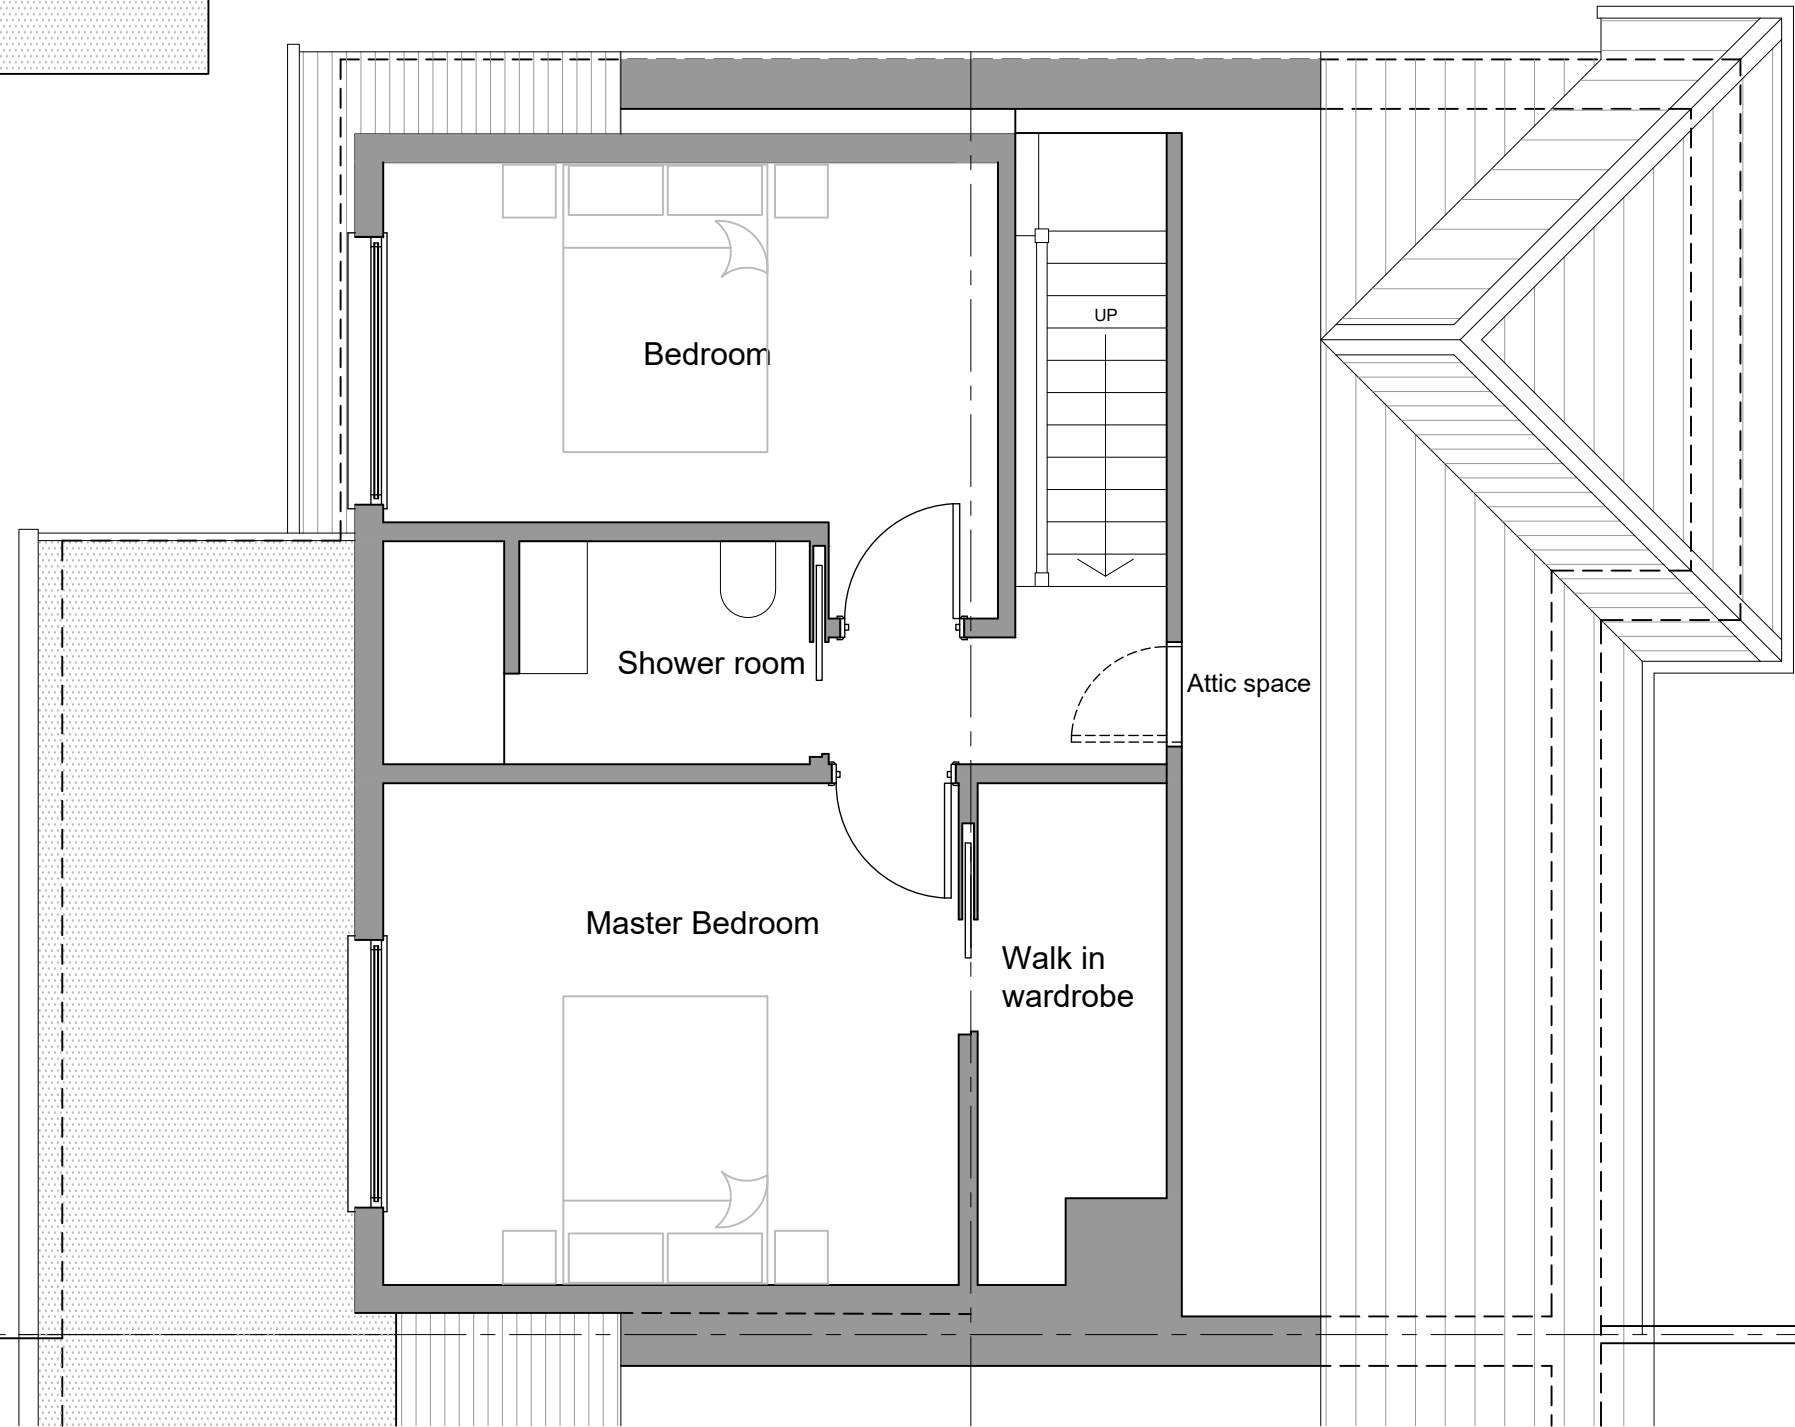 UP
Bedroom
Shower room
Attic space
Master Bedroom
Walk in
wardrobe